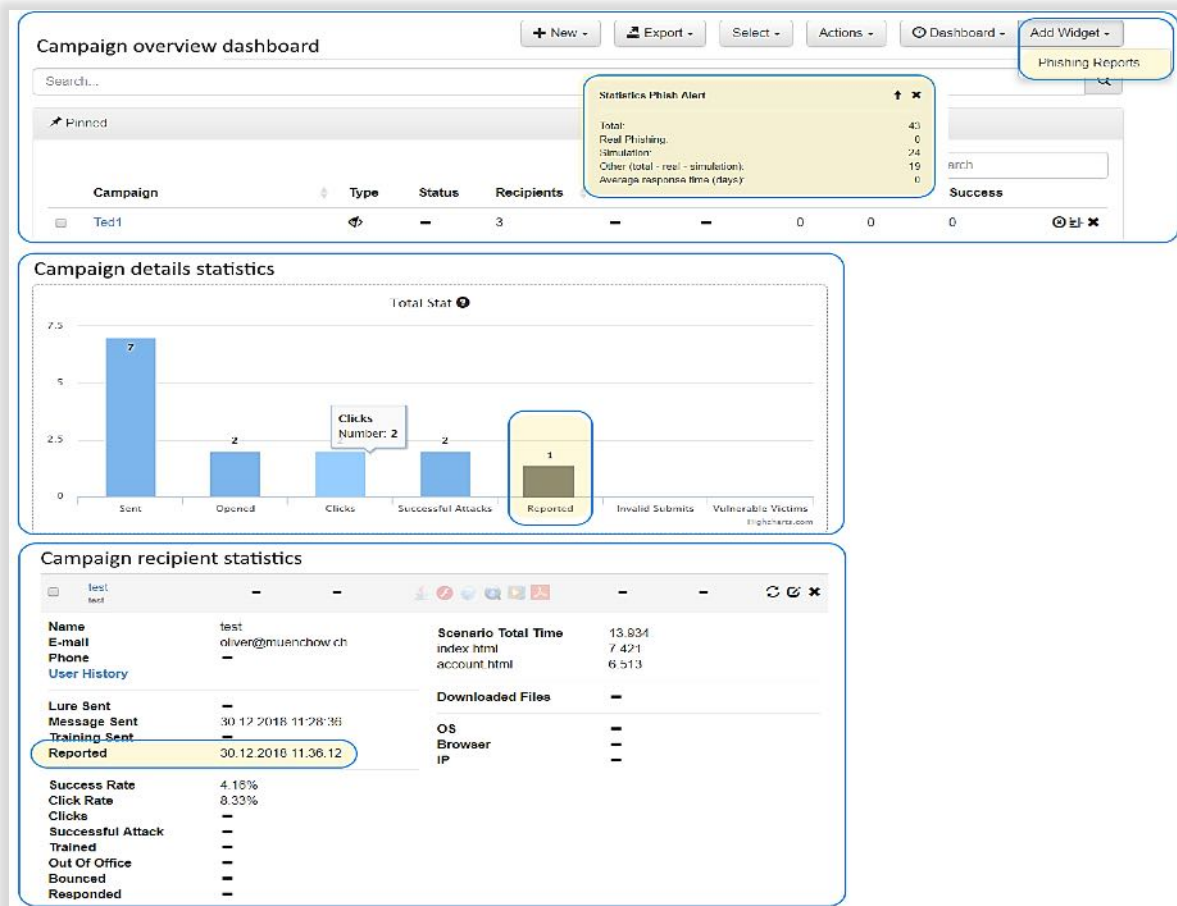 Campaign overview dashboard
+ New
Export
Select
Actions
Dashboard
Add Widget
Phishing Reports
Search...
Pinned
Statistics Phish Alert
Total: 43
Real Phishing: 0
Simulation: 24
Other (total - real - simulation): 19
Average response time (days): 0
Campaign Type Status Recipients Success
Ted1 – 3 – – 0 0 0
Campaign details statistics
Total Stat
7.5
5
2.5
0
7
2
2
1
Clicks
Number: 2
Sent Opened Clicks Successful Attacks Reported Invalid Submits Vulnerable Victims
Highcharts.com
Campaign recipient statistics
test – – – –
test
Name test
E-mail oliver@muenchow.ch
Phone –
User History
Lure Sent –
Message Sent 30.12.2018 11:28:36
Training Sent –
Reported 30.12.2018 11.36.12
Success Rate 4.16%
Click Rate 8.33%
Clicks –
Successful Attack –
Trained –
Out Of Office –
Bounced –
Responded –
Scenario Total Time 13.934
index.html 7.421
account.html 6.513
Downloaded Files –
OS –
Browser –
IP –